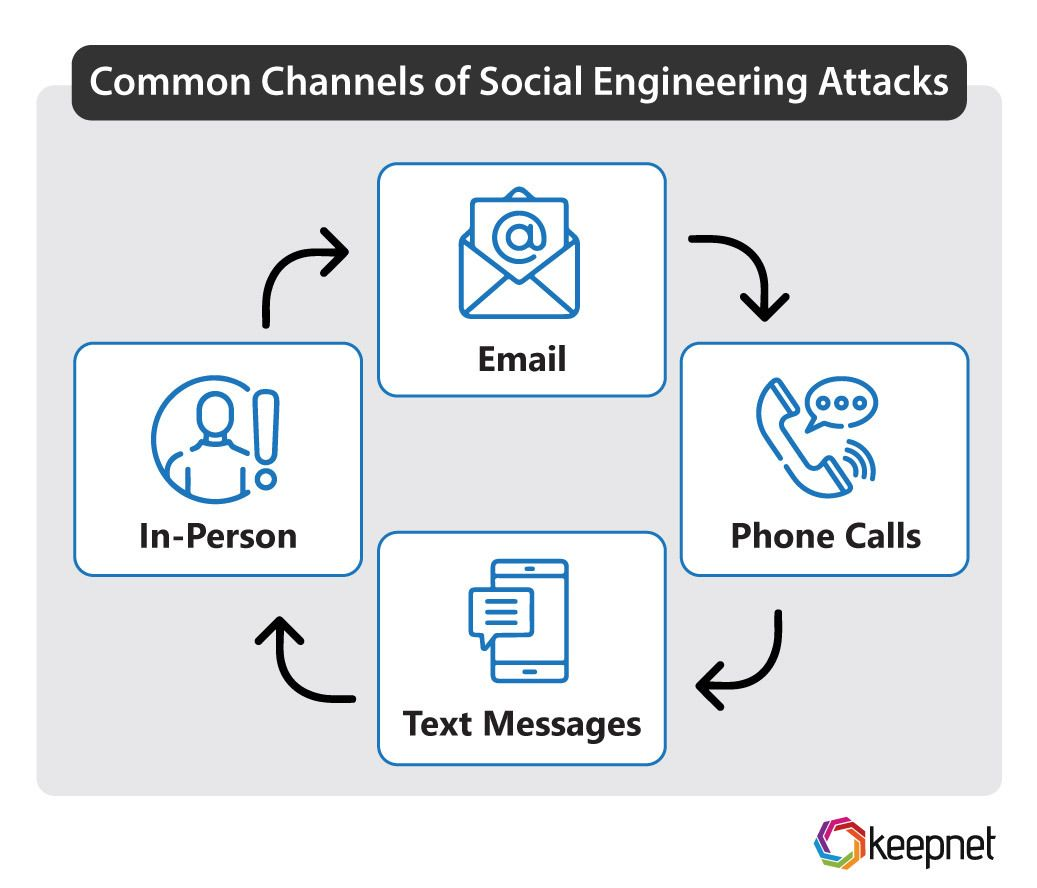 Common Channels of Social Engineering Attacks
Email
In-Person
Phone Calls
Text Messages
keepnet